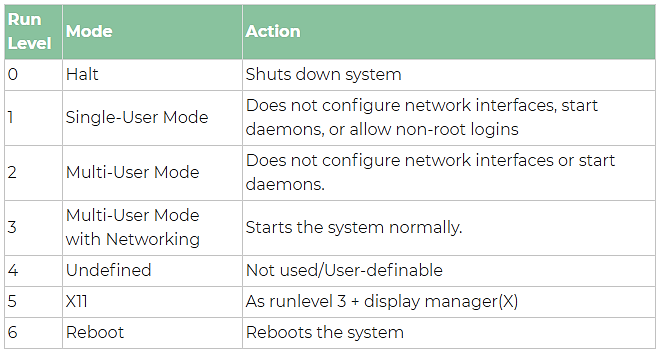 Run Level Mode Action
0 Halt Shuts down system
1 Single-User Mode Does not configure network interfaces, start
daemons, or allow non-root logins
2 Multi-User Mode Does not configure network interfaces or start
daemons.
3 Multi-User Mode
with Networking Starts the system normally.
4 Undefined Not used/User-definable
5 X11 As runlevel 3 + display manager(X)
6 Reboot Reboots the system